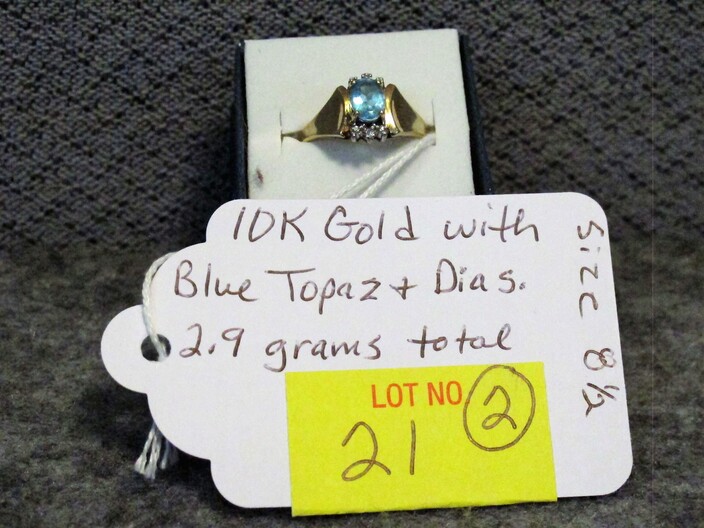 10K Gold with
Blue Topaz + Dias.
2.9 grams total
Size 8½
LOT NO.
21 2